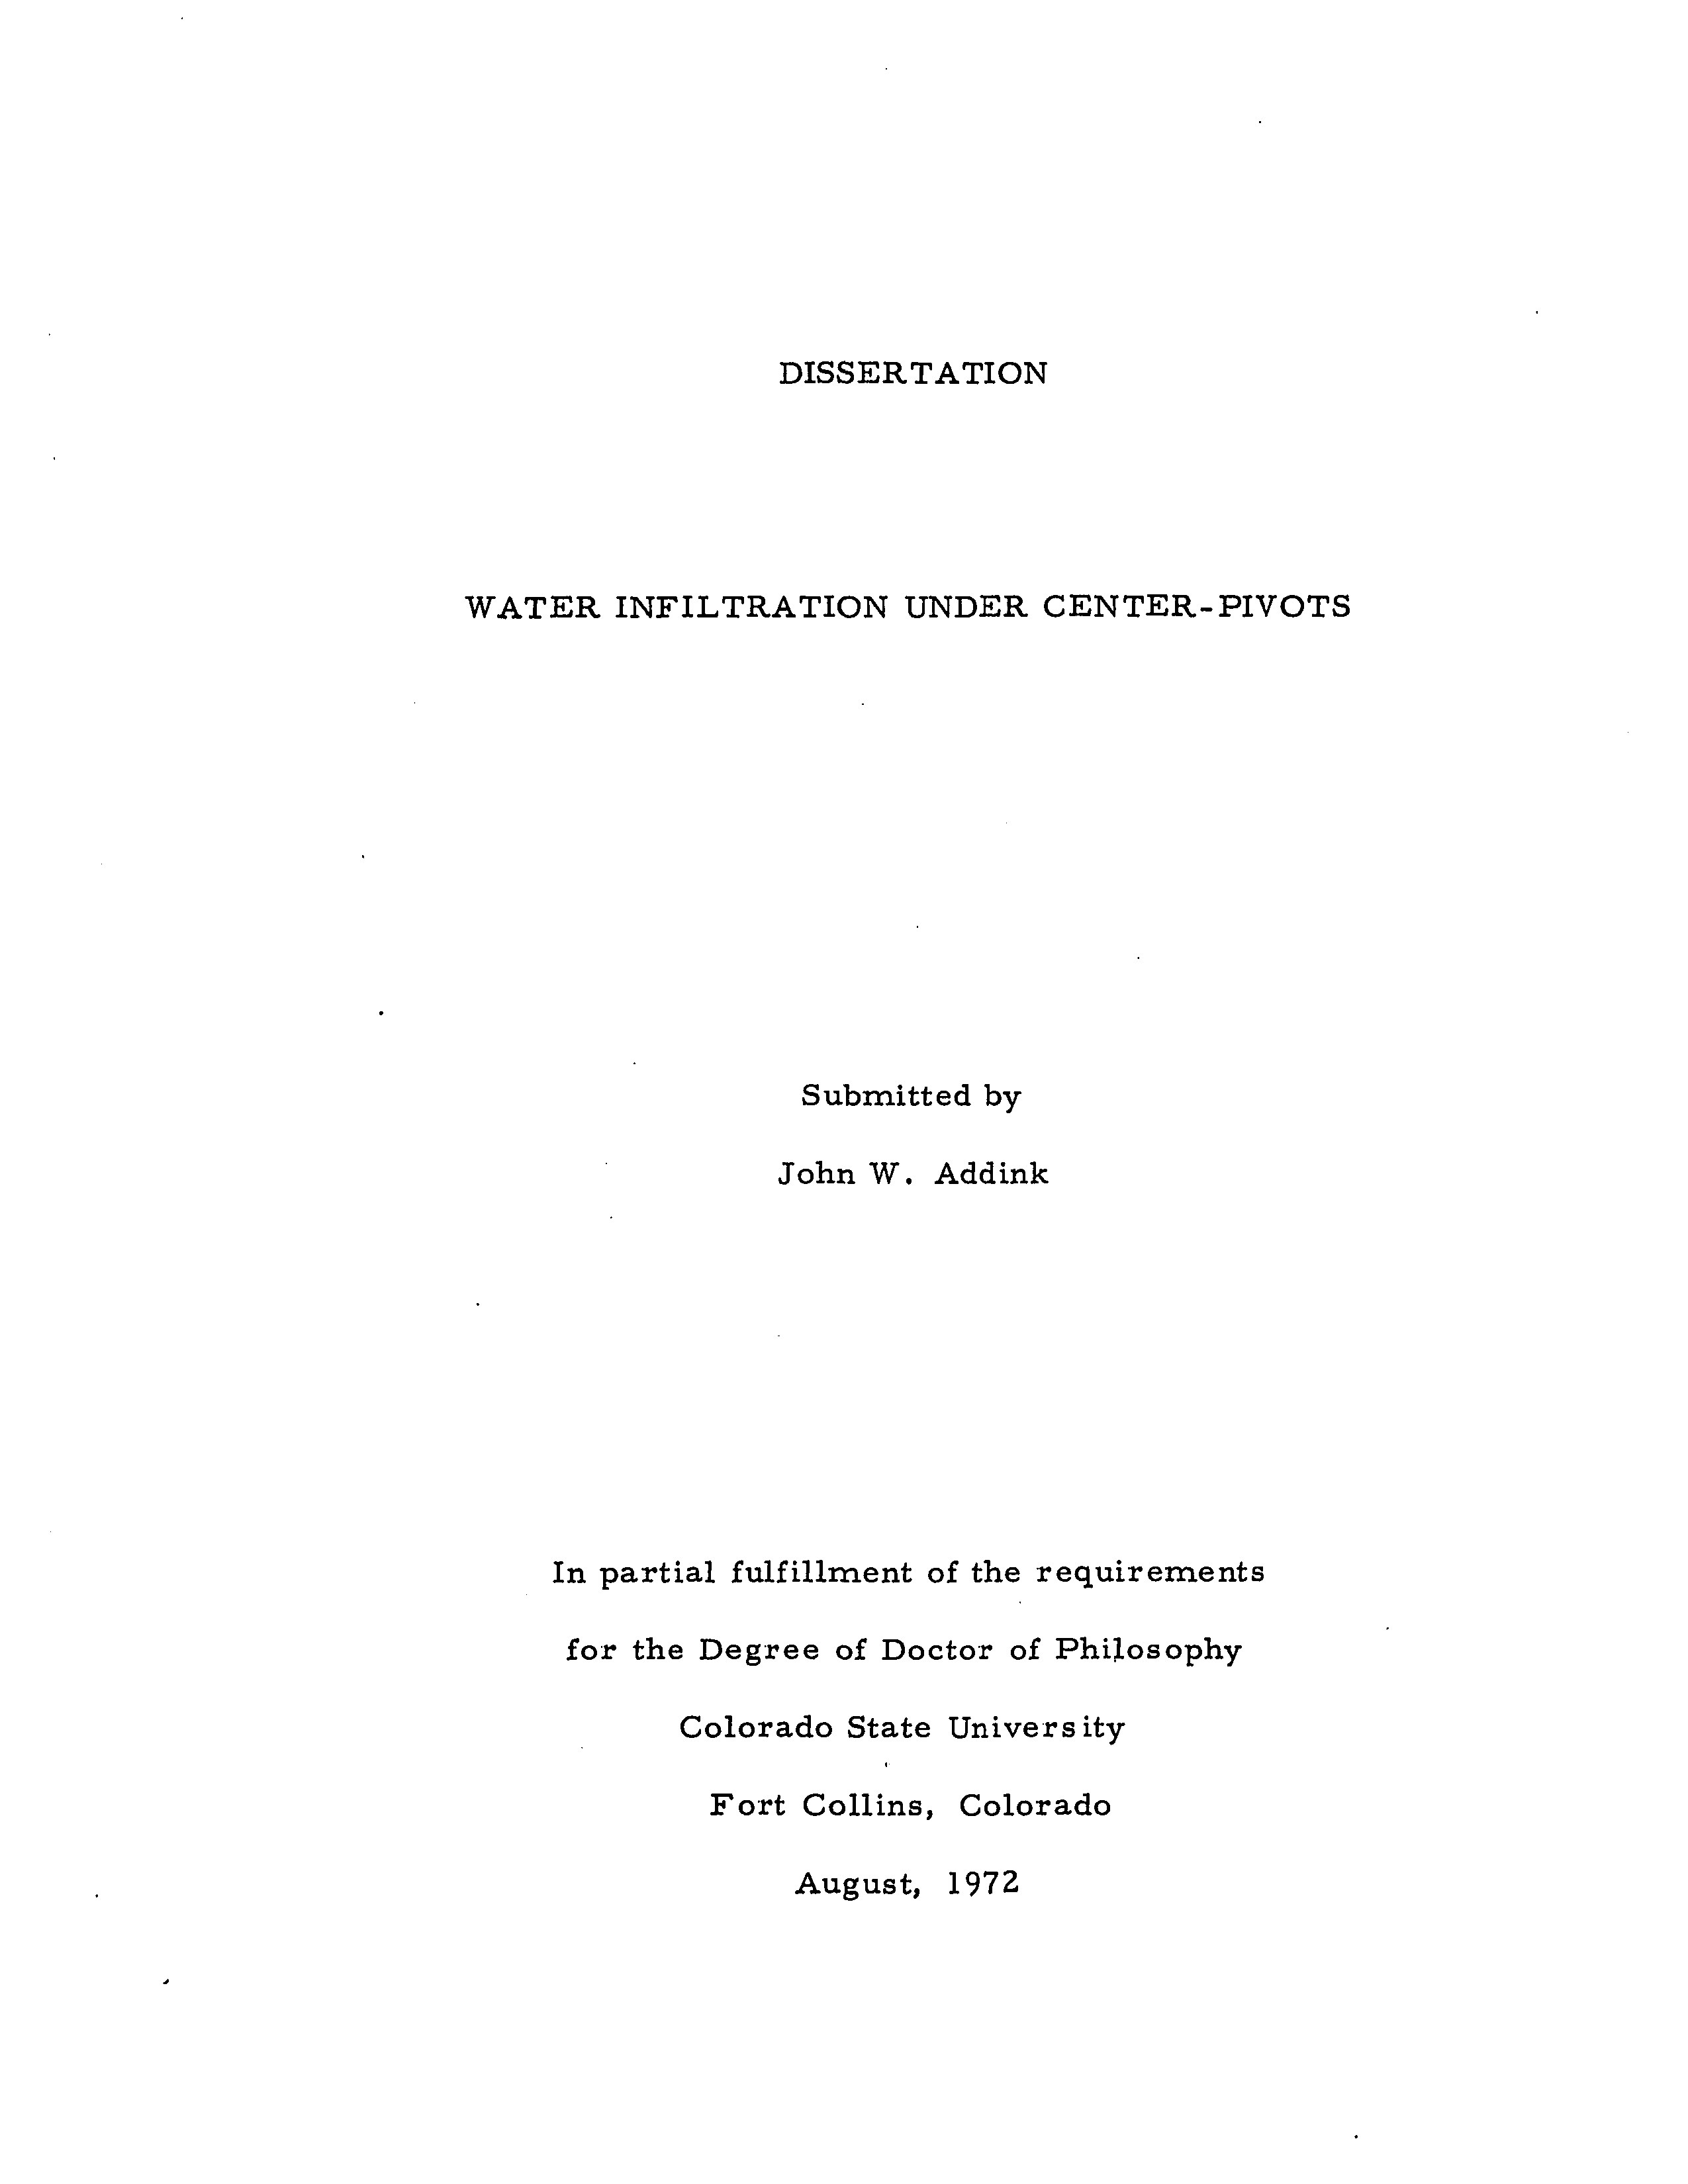 DISSERTATION
WATER INFILTRATION UNDER CENTER-PIVOTS
Submitted by
John W. Addink
In partial fulfillment of the requirements
for the Degree of Doctor of Philosophy
Colorado State University
Fort Collins, Colorado
August, 1972